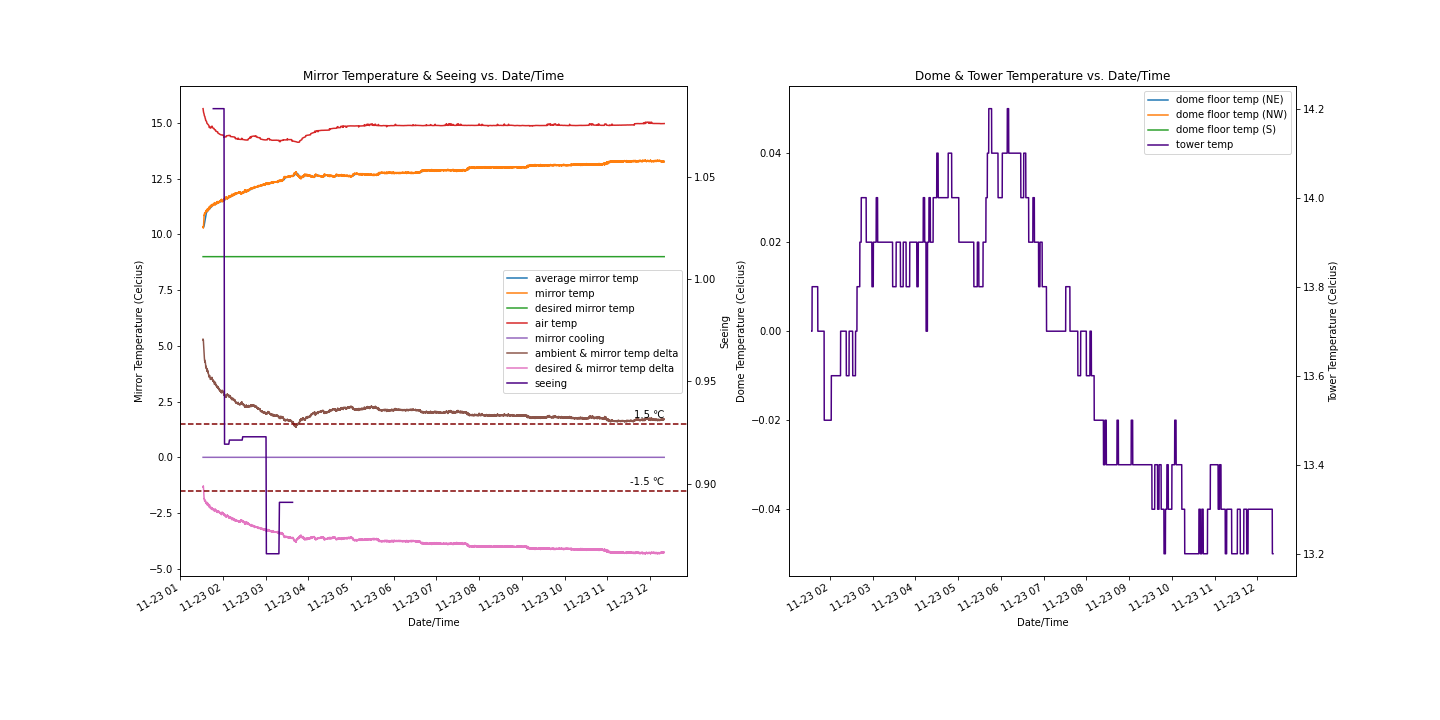 Mirror Temperature & Seeing vs. Date/Time
Mirror Temperature (Celcius)
15.0
12.5
10.0
7.5
5.0
2.5
0.0
−2.5
−5.0
1.05
1.00
0.95
0.90
Seeing
average mirror temp
mirror temp
desired mirror temp
air temp
mirror cooling
ambient & mirror temp delta
desired & mirror temp delta
seeing
1.5 °C
-1.5 °C
11-23 01
11-23 02
11-23 03
11-23 04
11-23 05
11-23 06
11-23 07
11-23 08
11-23 09
11-23 10
11-23 11
11-23 12
Date/Time
Dome & Tower Temperature vs. Date/Time
Dome Temperature (Celcius)
0.04
0.02
0.00
−0.02
−0.04
dome floor temp (NE)
dome floor temp (NW)
dome floor temp (S)
tower temp
14.2
14.0
13.8
13.6
13.4
13.2
Tower Temperature (Celcius)
11-23 02
11-23 03
11-23 04
11-23 05
11-23 06
11-23 07
11-23 08
11-23 09
11-23 10
11-23 11
11-23 12
Date/Time